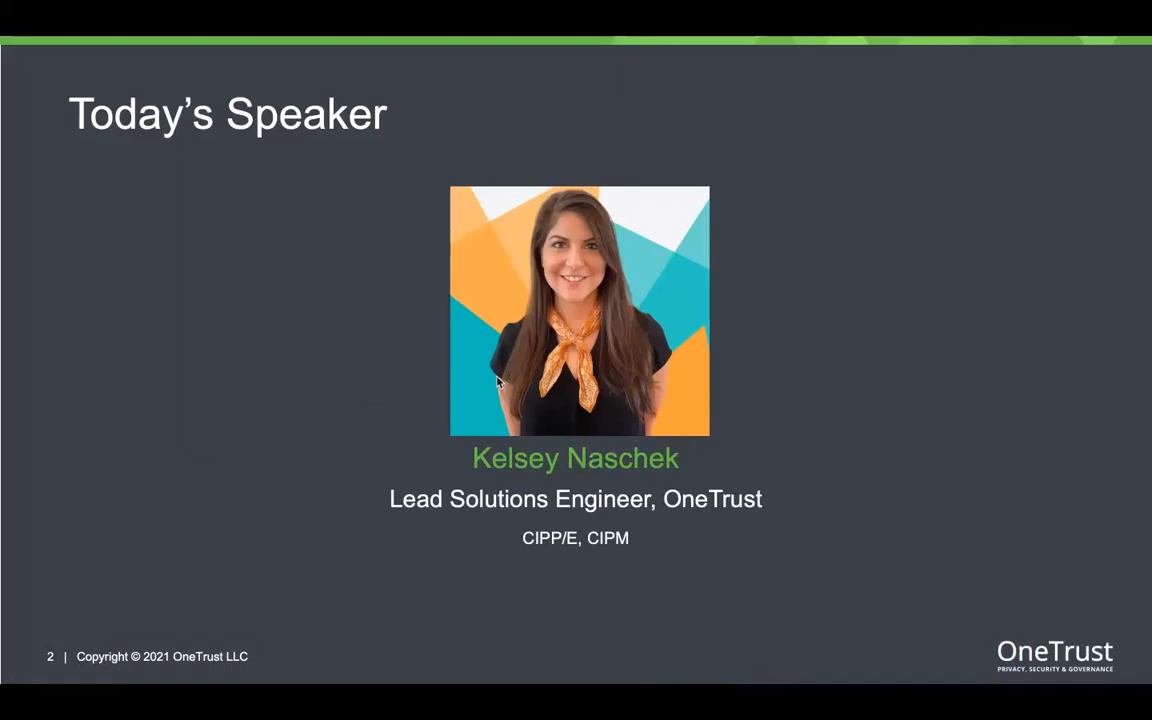 Today’s Speaker
Kelsey Naschek
Lead Solutions Engineer, OneTrust
CIPP/E, CIPM
2 | Copyright © 2021 OneTrust LLC
OneTrust
PRIVACY, SECURITY & GOVERNANCE